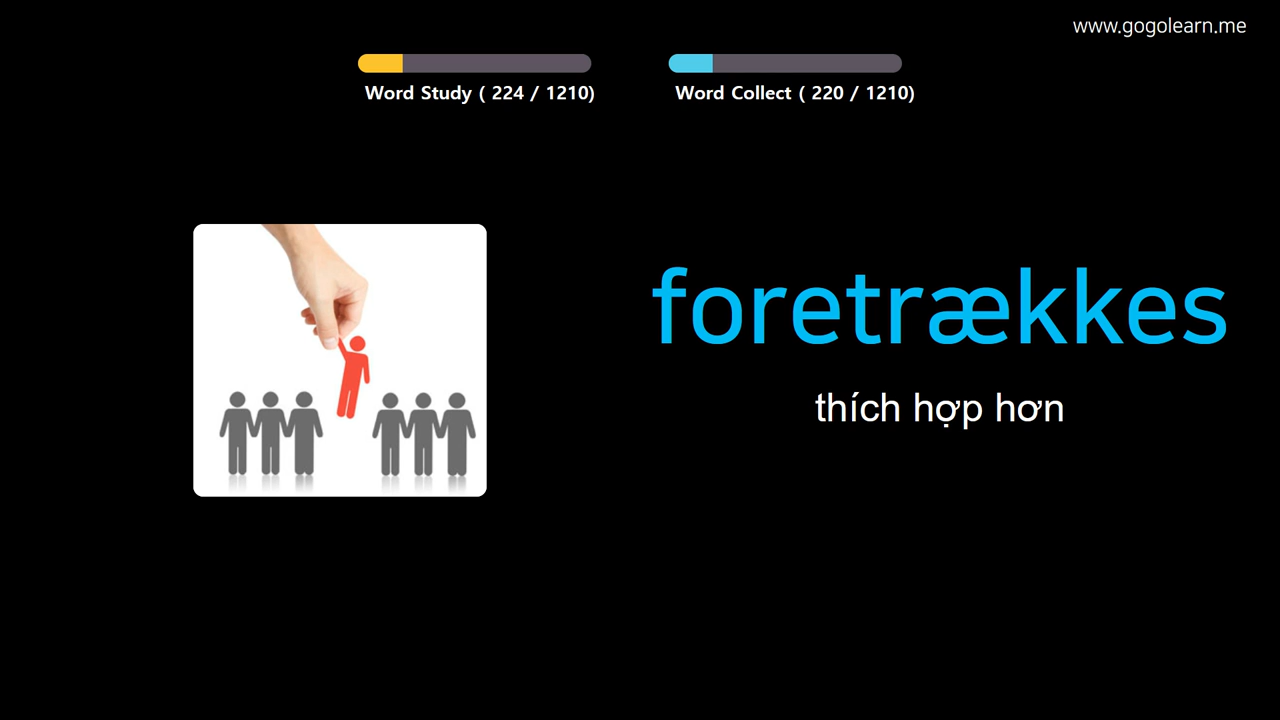 www.gogolearn.me
Word Study ( 224 / 1210)
Word Collect ( 220 / 1210)
foretrækkes
thích hợp hơn